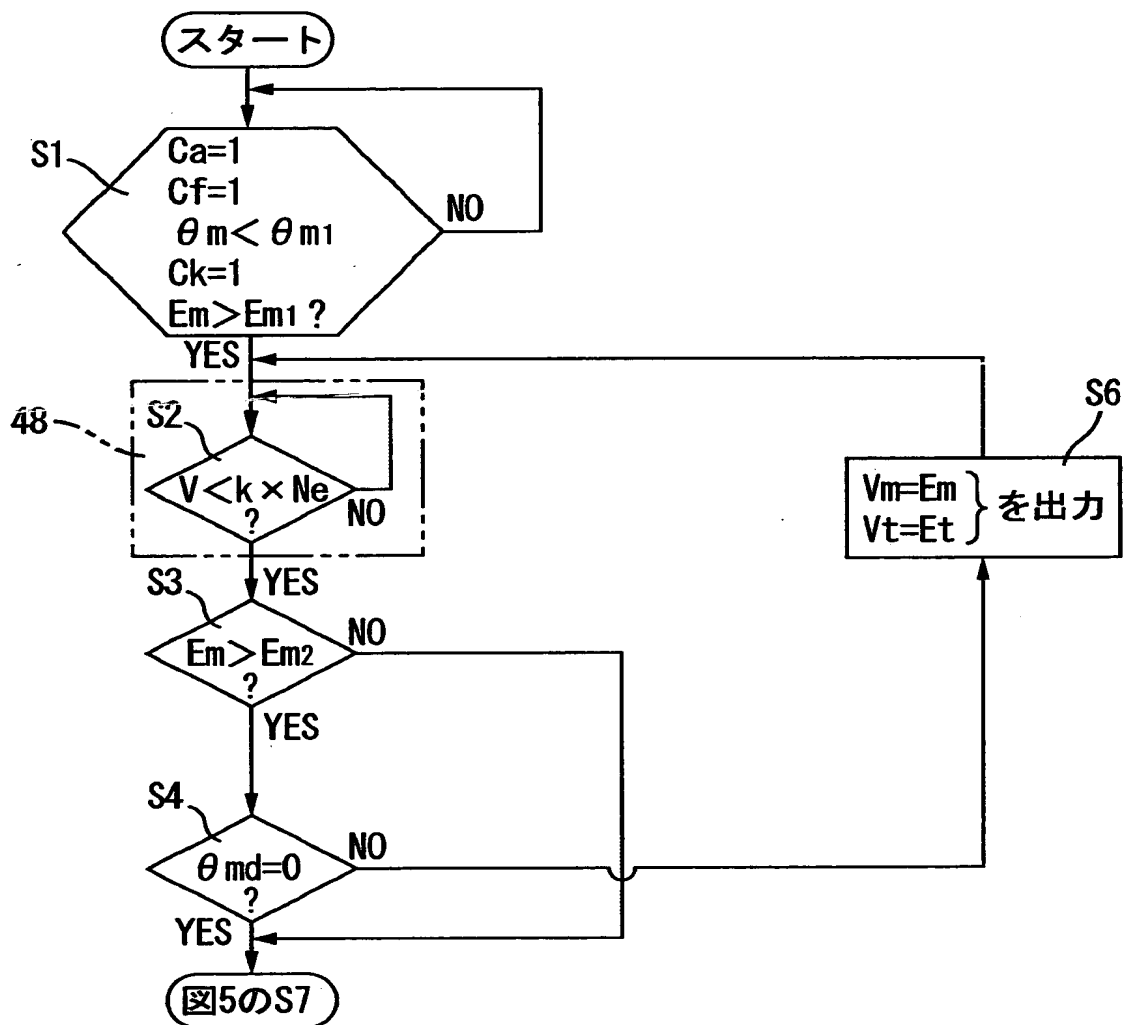 スタート
S1
Ca=1
Cf=1
θm<θm1
Ck=1
Em>Em1 ?
NO
YES
48
S2
V<k×Ne
?
NO
YES
S6
Vm=Em
Vt=Et
を出力
S3
Em>Em2
?
NO
YES
S4
θmd=0
?
NO
YES
図5のS7